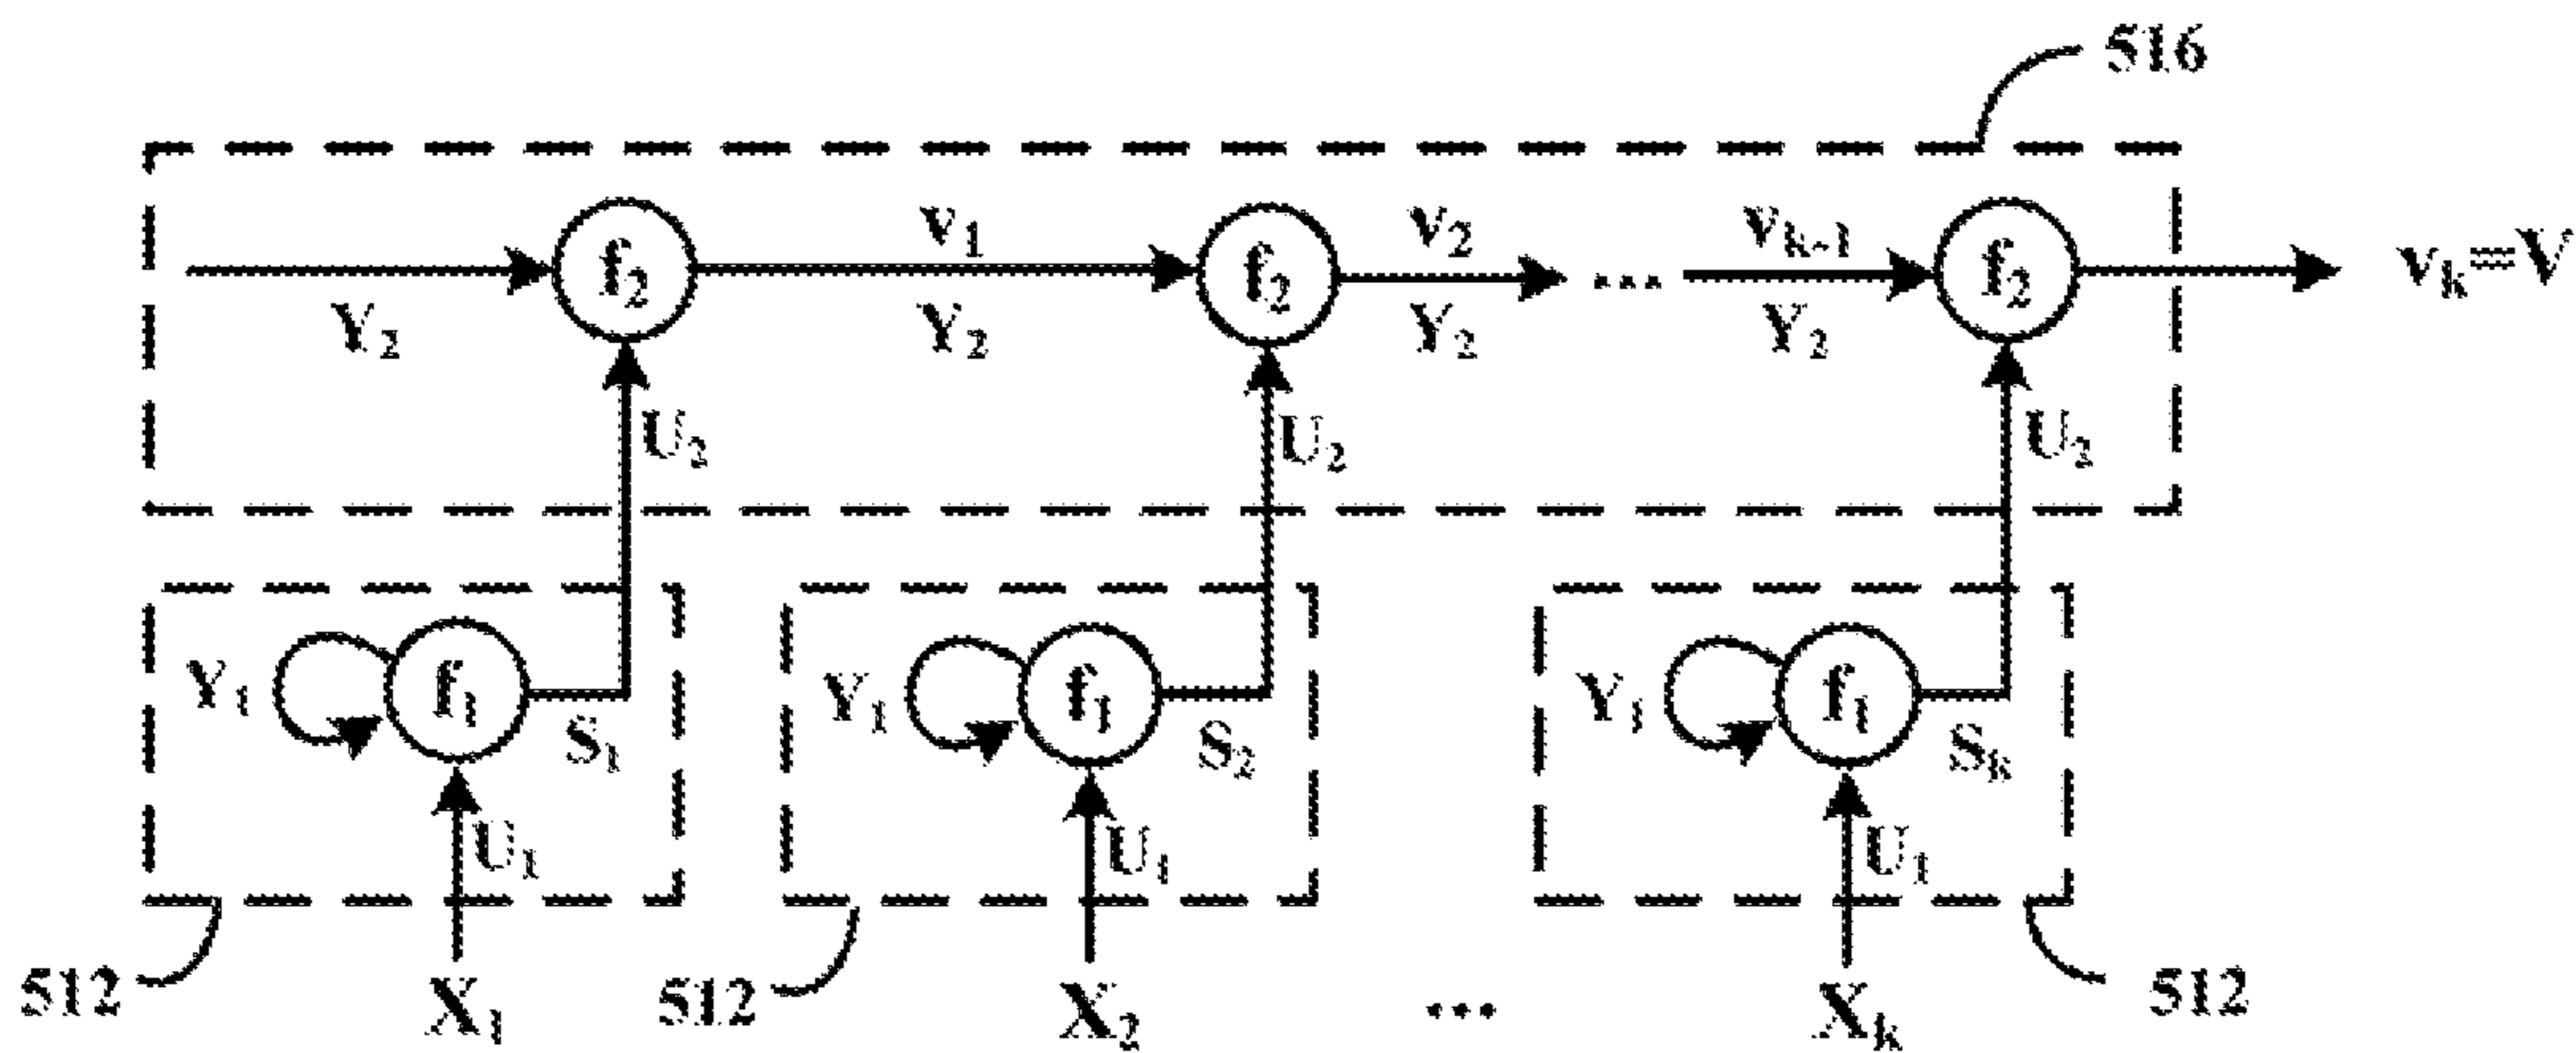 516
v₁ v₂ vₖ₋₁
f₂ f₂ ... f₂ vₖ=V
Y₂ Y₂ Y₂ Y₂
U₂ U₂ U₂
Y₁ f₁ Y₁ f₁ Y₁ f₁
S₁ S₂ Sₖ
U₁ U₁ U₁
512 X₁ 512 X₂ ... Xₖ 512